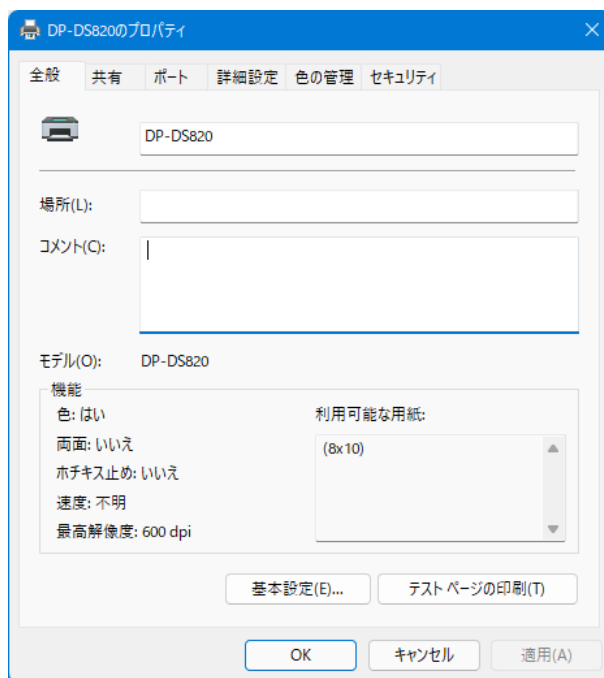 DP-DS820のプロパティ
全般 共有 ポート 詳細設定 色の管理 セキュリティ
DP-DS820
場所(L):
コメント(C):
モデル(O): DP-DS820
機能
色: はい
両面: いいえ
ホチキス止め: いいえ
速度: 不明
最高解像度: 600 dpi
利用可能な用紙:
(8x10)
基本設定(E)... テスト ページの印刷(T)
OK キャンセル 適用(A)